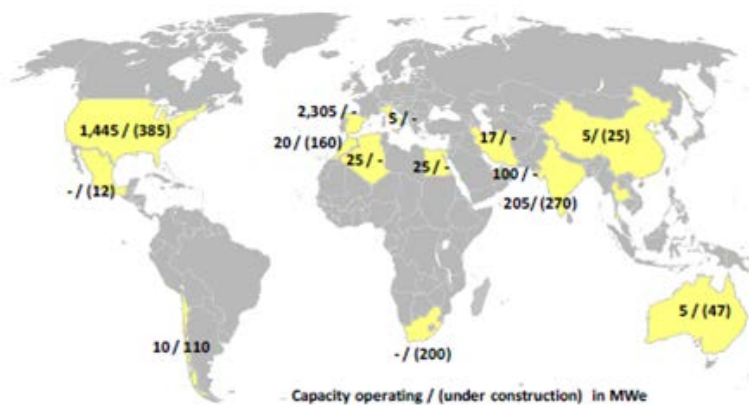 1,445 / (385)
2,305 / -
5 / -
20 / (160)
25 / -
25 / -
17 / -
5/ (25)
- / (12)
100 / -
205/ (270)
10 / 110
5 / (47)
- / (200)
Capacity operating / (under construction) in MWe